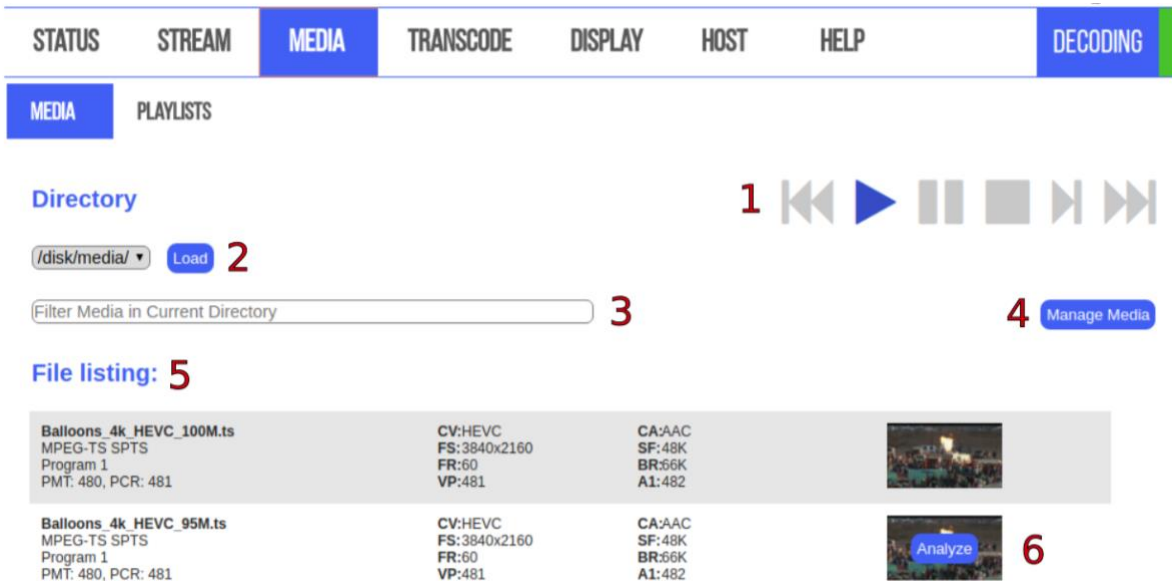 STATUS STREAM MEDIA TRANSCODE DISPLAY HOST HELP DECODING
MEDIA PLAYLISTS
Directory 1
/disk/media/ Load 2
Filter Media in Current Directory 3 4 Manage Media
File listing: 5
Balloons_4k_HEVC_100M.ts CV:HEVC CA:AAC
MPEG-TS SPTS FS:3840x2160 SF:48K
Program 1 FR:60 BR:66K
PMT: 480, PCR: 481 VP:481 A1:482
Balloons_4k_HEVC_95M.ts CV:HEVC CA:AAC
MPEG-TS SPTS FS:3840x2160 SF:48K
Analyze 6
Program 1 FR:60 BR:66K
PMT: 480, PCR: 481 VP:481 A1:482